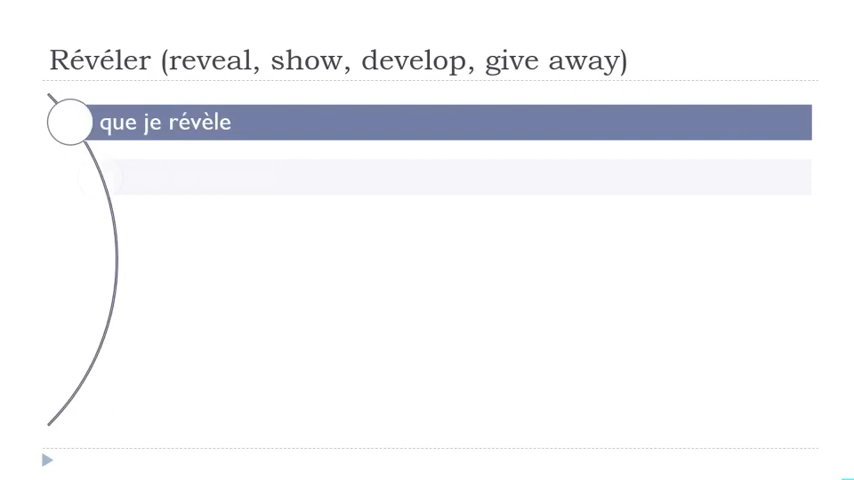 Révéler (reveal, show, develop, give away)
que je révèle